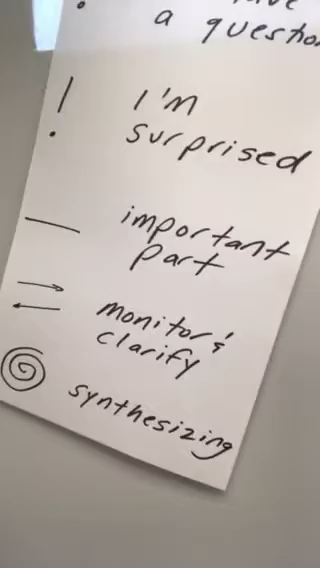 a question
! I'm
surprised
— important
part
monitor &
clarify
synthesizing